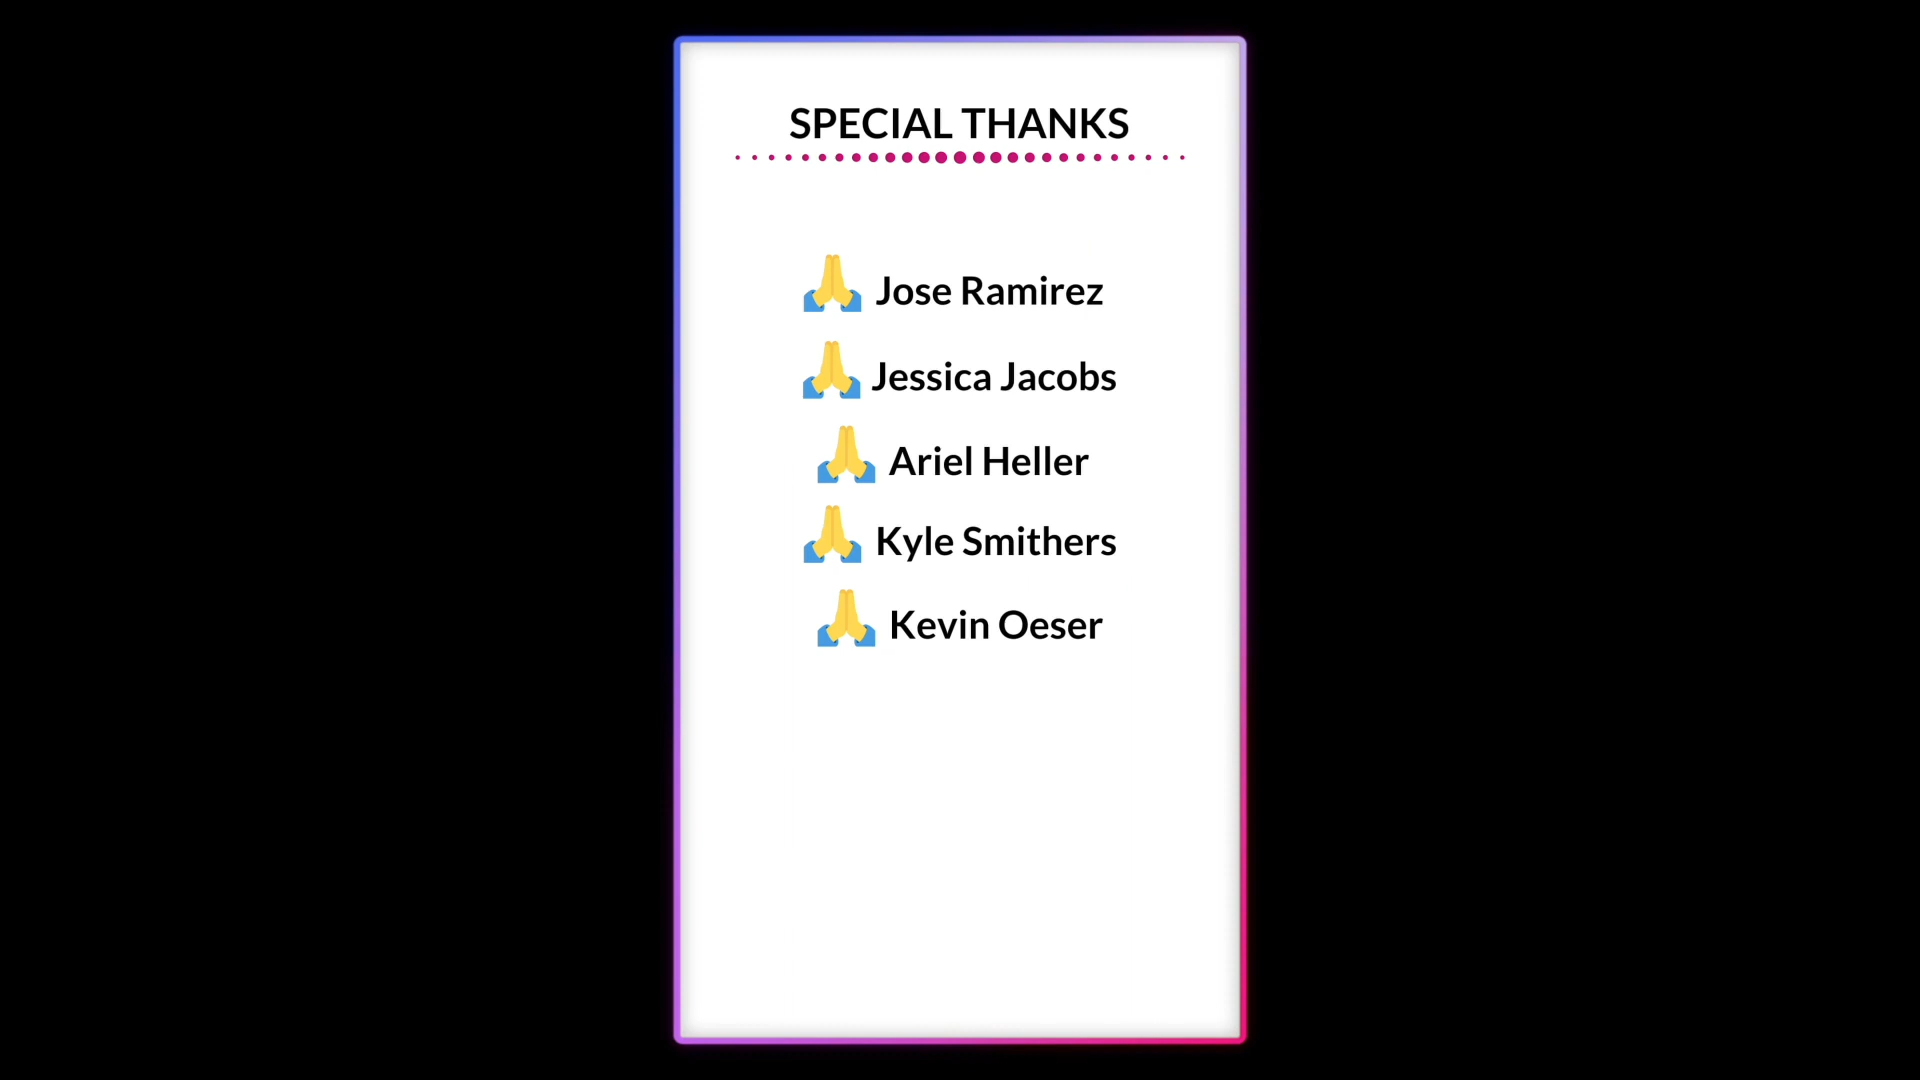 SPECIAL THANKS
🙏 Jose Ramirez
🙏 Jessica Jacobs
🙏 Ariel Heller
🙏 Kyle Smithers
🙏 Kevin Oeser